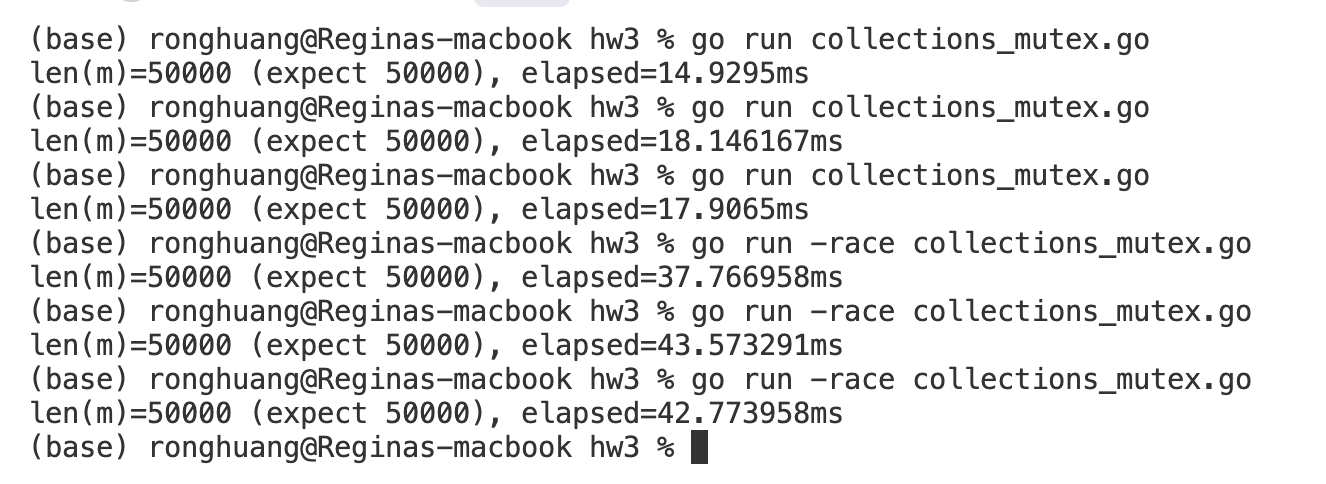 (base) ronghuang@Reginas-macbook hw3 % go run collections_mutex.go
len(m)=50000 (expect 50000), elapsed=14.9295ms
(base) ronghuang@Reginas-macbook hw3 % go run collections_mutex.go
len(m)=50000 (expect 50000), elapsed=18.146167ms
(base) ronghuang@Reginas-macbook hw3 % go run collections_mutex.go
len(m)=50000 (expect 50000), elapsed=17.9065ms
(base) ronghuang@Reginas-macbook hw3 % go run -race collections_mutex.go
len(m)=50000 (expect 50000), elapsed=37.766958ms
(base) ronghuang@Reginas-macbook hw3 % go run -race collections_mutex.go
len(m)=50000 (expect 50000), elapsed=43.573291ms
(base) ronghuang@Reginas-macbook hw3 % go run -race collections_mutex.go
len(m)=50000 (expect 50000), elapsed=42.773958ms
(base) ronghuang@Reginas-macbook hw3 %